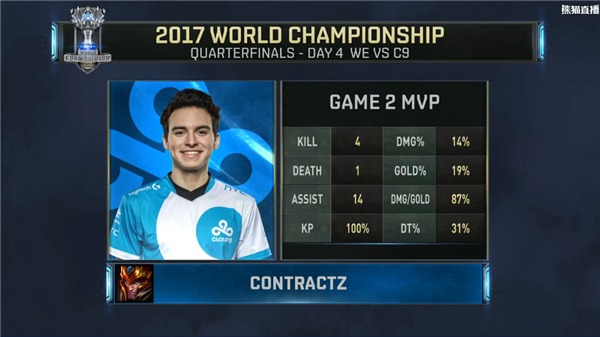 熊猫直播
2017 WORLD CHAMPIONSHIP
QUARTERFINALS - DAY 4 WE VS C9
GAME 2 MVP
KILL 4 DMG% 14%
DEATH 1 GOLD% 19%
ASSIST 14 DMG/GOLD 87%
KP 100% DT% 31%
CLOUD9
CONTRACTZ